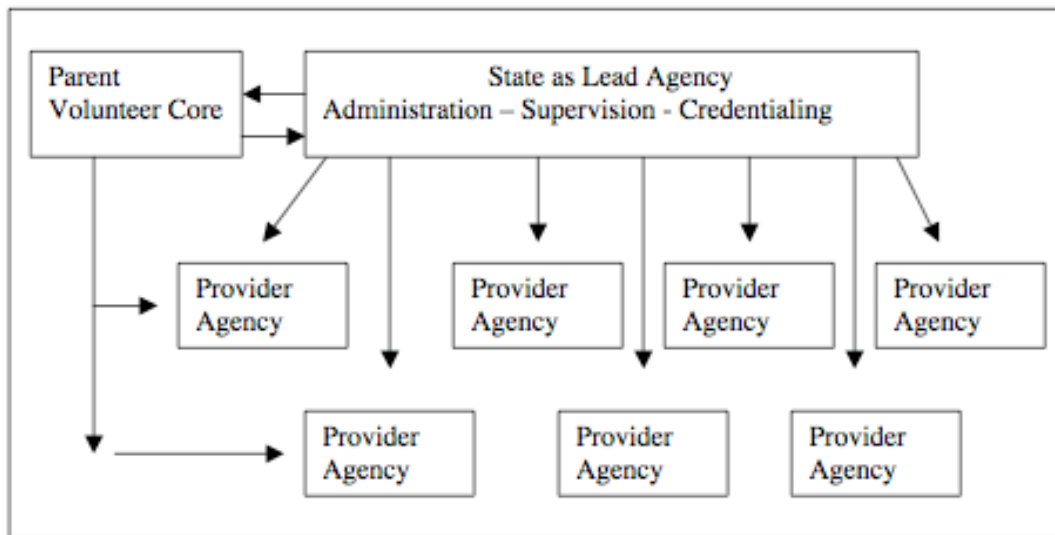 Parent
Volunteer Core
State as Lead Agency
Administration – Supervision - Credentialing
Provider
Agency
Provider
Agency
Provider
Agency
Provider
Agency
Provider
Agency
Provider
Agency
Provider
Agency